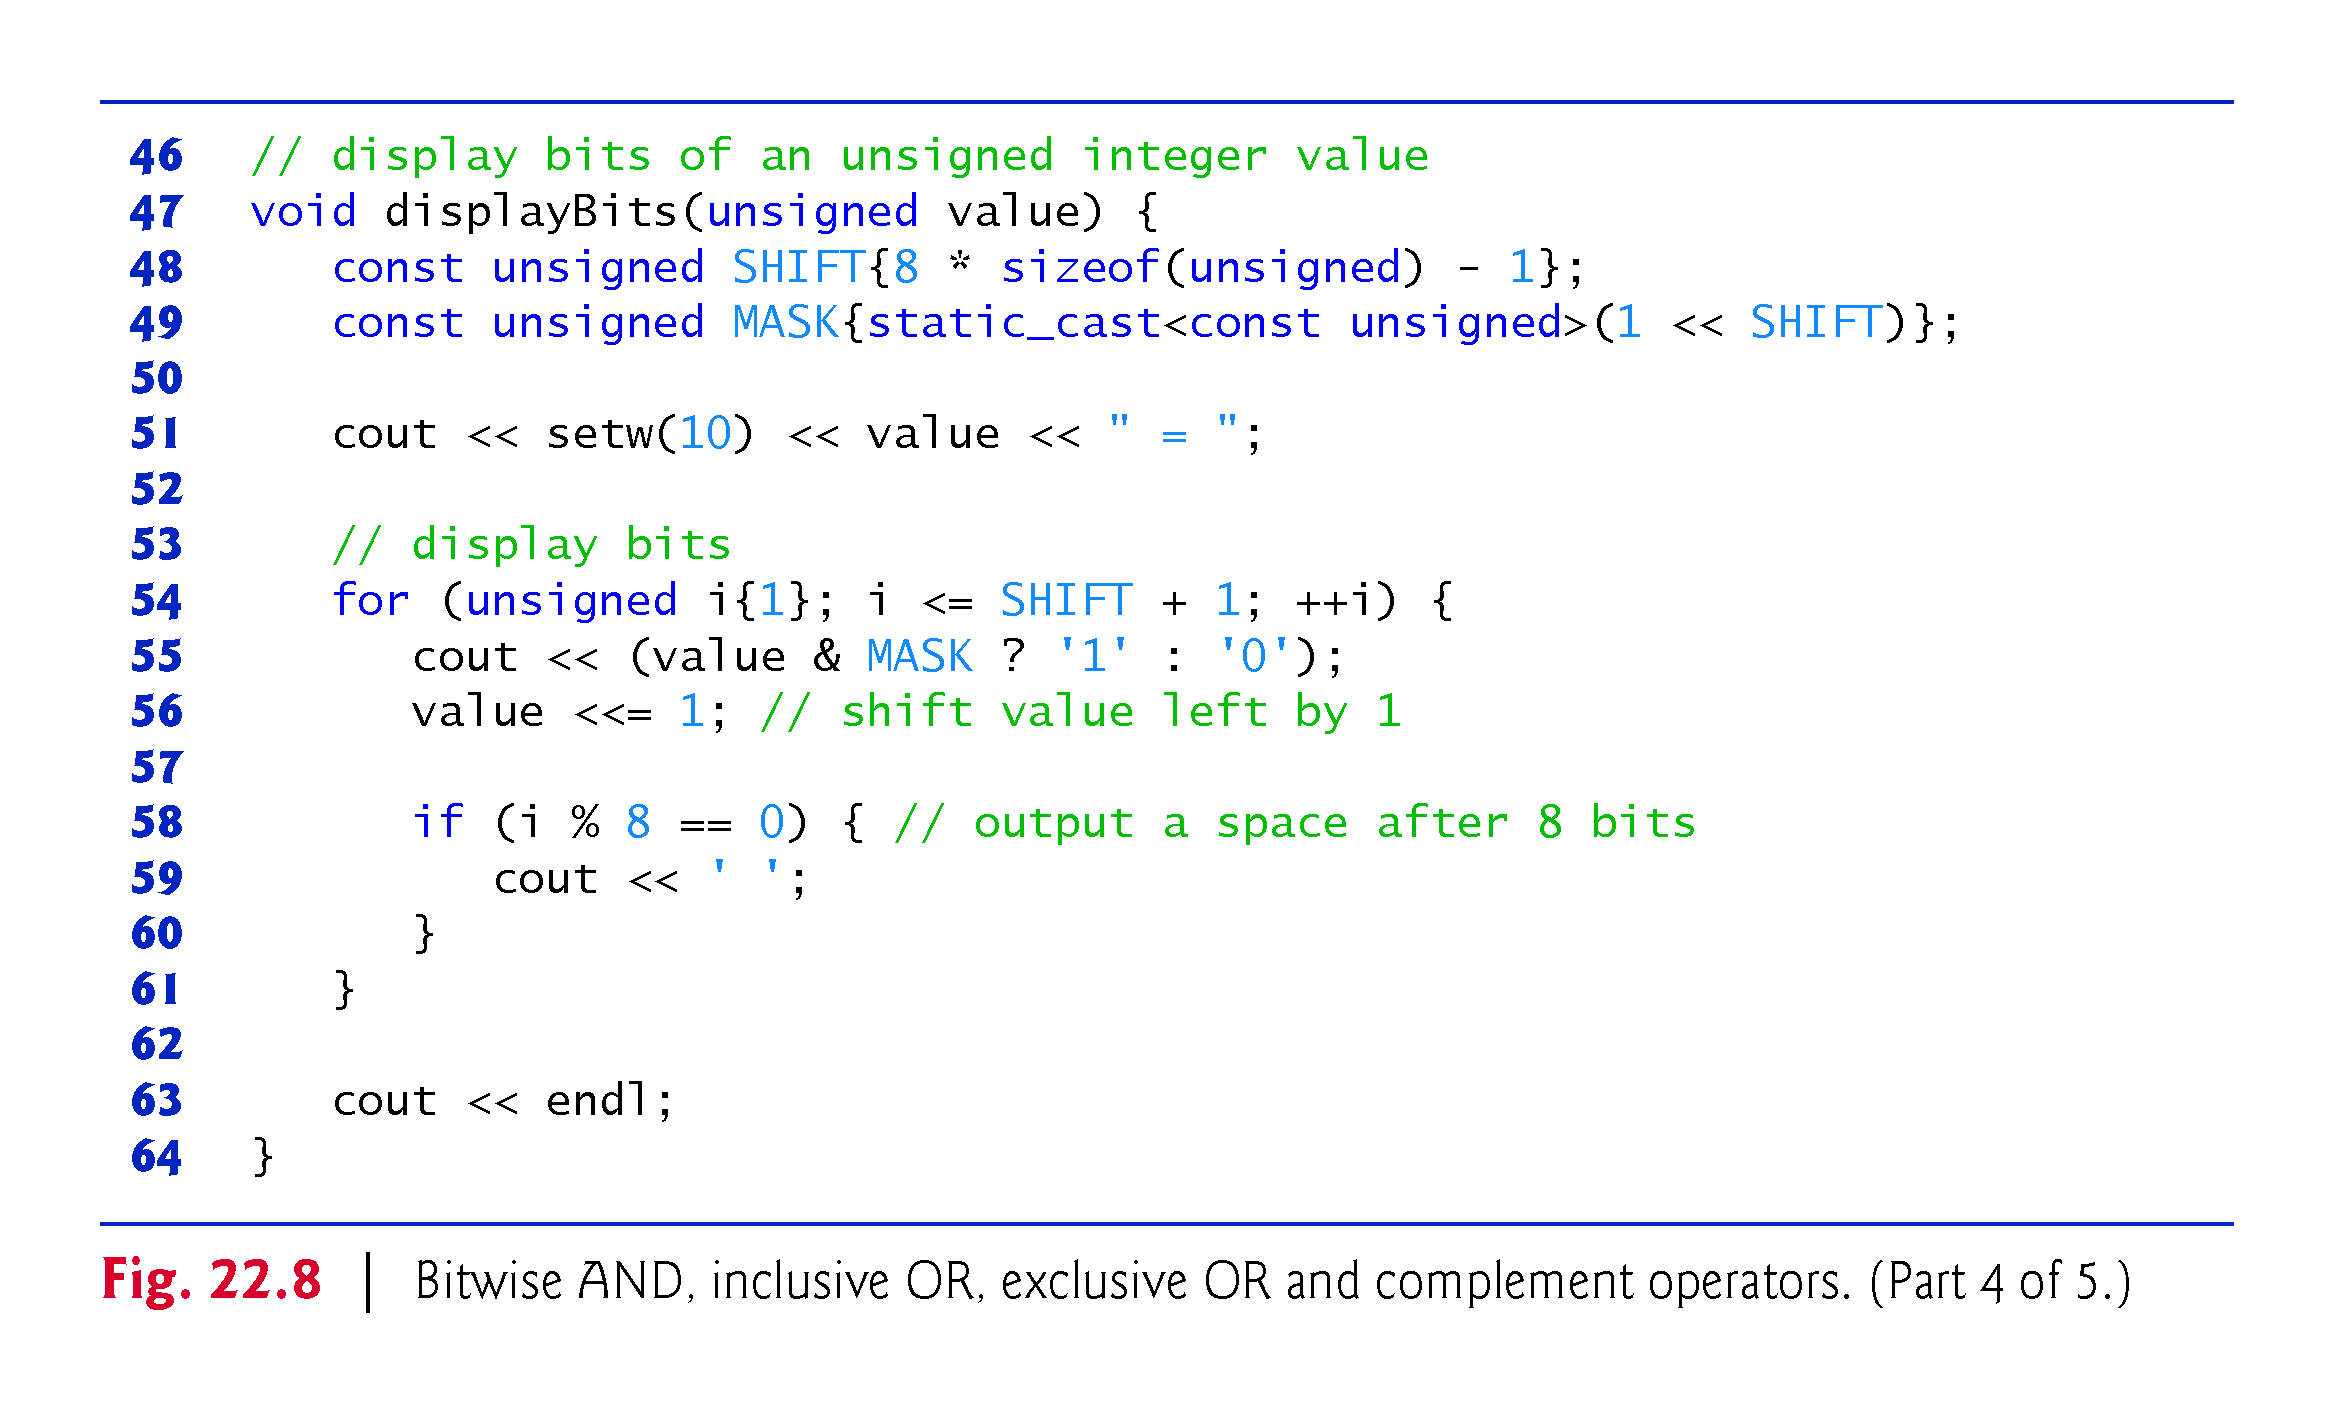 46 // display bits of an unsigned integer value
47 void displayBits(unsigned value) {
48    const unsigned SHIFT{8 * sizeof(unsigned) - 1};
49    const unsigned MASK{static_cast<const unsigned>(1 << SHIFT)};
50
51    cout << setw(10) << value << " = ";
52
53    // display bits
54    for (unsigned i{1}; i <= SHIFT + 1; ++i) {
55       cout << (value & MASK ? '1' : '0');
56       value <<= 1; // shift value left by 1
57
58       if (i % 8 == 0) { // output a space after 8 bits
59          cout << ' ';
60       }
61    }
62
63    cout << endl;
64 }
Fig. 22.8 | Bitwise AND, inclusive OR, exclusive OR and complement operators. (Part 4 of 5.)